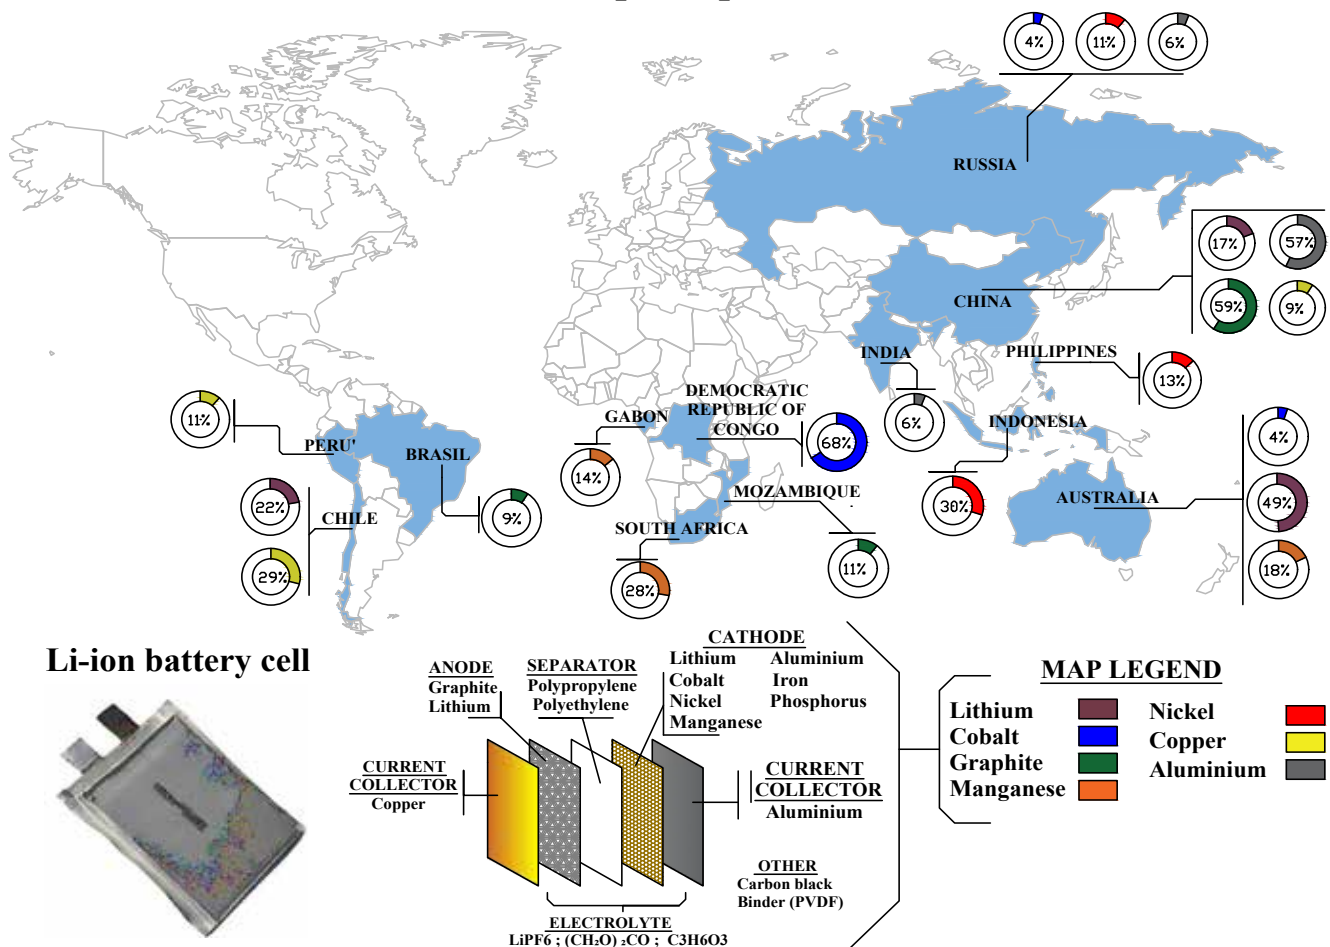 4%
11%
6%
RUSSIA
17%
57%
CHINA
59%
9%
INDIA
6%
PHILIPPINES
13%
DEMOCRATIC
REPUBLIC OF
CONGO
68%
GABON
14%
INDONESIA
30%
11%
PERU'
BRASIL
9%
22%
CHILE
29%
MOZAMBIQUE
11%
SOUTH AFRICA
28%
AUSTRALIA
4%
49%
18%
Li-ion battery cell
ANODE
Graphite
Lithium
SEPARATOR
Polypropylene
Polyethylene
CATHODE
Lithium Aluminium
Cobalt Iron
Nickel Phosphorus
Manganese
CURRENT
COLLECTOR
Copper
CURRENT
COLLECTOR
Aluminium
OTHER
Carbon black
Binder (PVDF)
ELECTROLYTE
LiPF6 ; (CH₂O) ₂CO ; C3H6O3
MAP LEGEND
Lithium Nickel
Cobalt Copper
Graphite Aluminium
Manganese